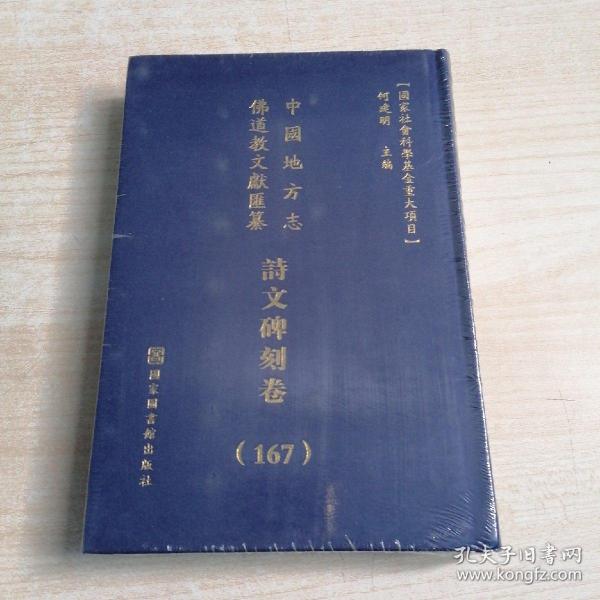 【國家社會科學基金重大項目】
何建明　主編
中國地方志
佛道教文獻匯纂
詩文碑刻卷
（167）
國家圖書館出版社
孔夫子旧书网
www.kongfz.com